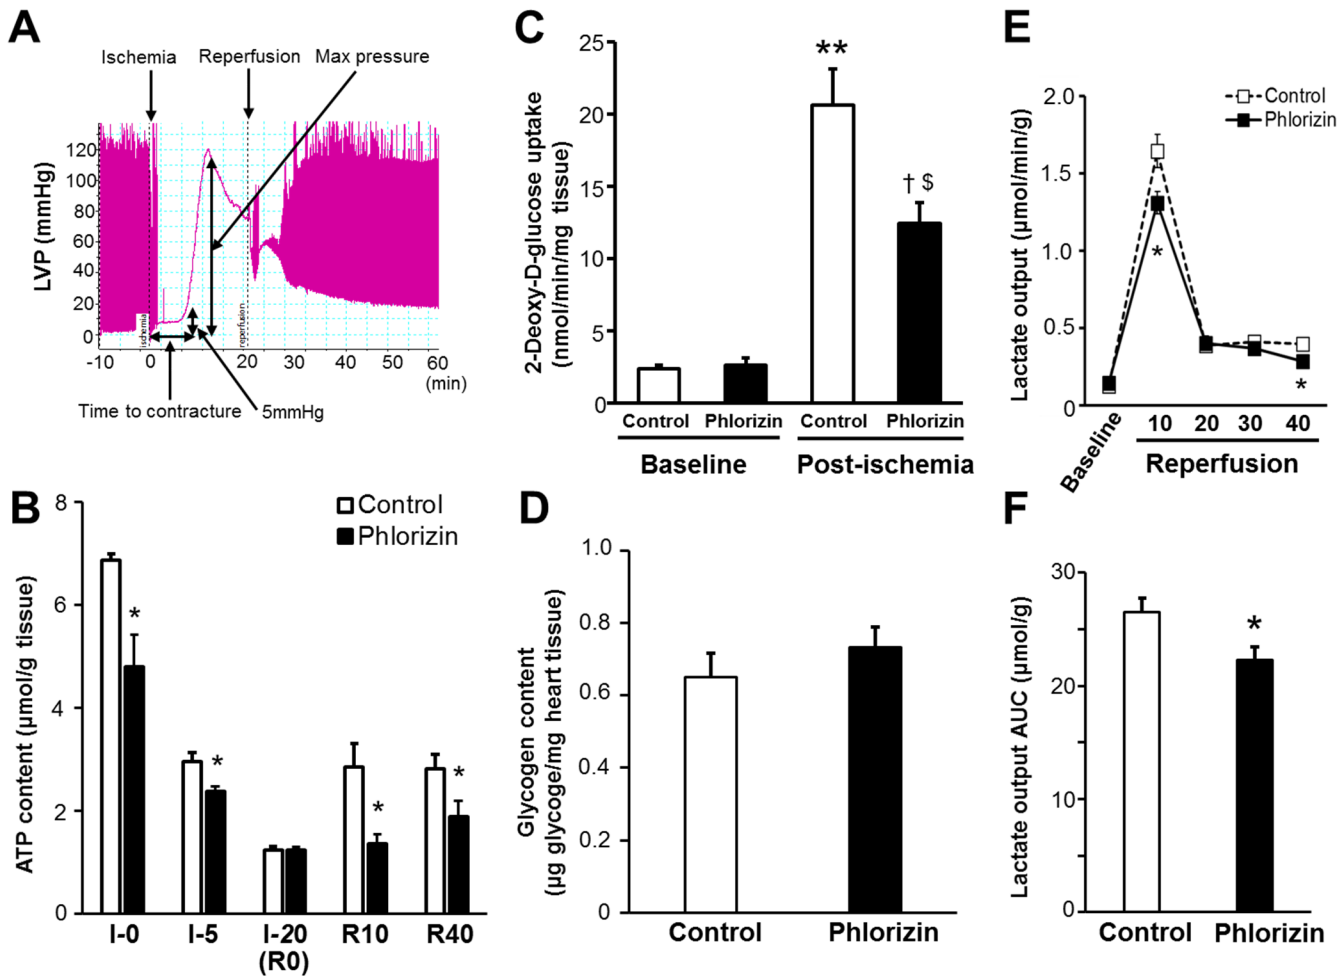 A
Ischemia
Reperfusion
Max pressure
LVP (mmHg)
120
100
80
60
40
20
0
ischemia
reperfusion
-10
0
10
20
30
40
50
60
(min)
Time to contracture
5mmHg
B
ATP content (μmol/g tissue)
8
6
4
2
0
Control
Phlorizin
*
*
*
*
I-0
I-5
I-20
(R0)
R10
R40
C
2-Deoxy-D-glucose uptake
(nmol/min/mg tissue)
25
20
15
10
5
0
**
† $
Control
Phlorizin
Control
Phlorizin
Baseline
Post-ischemia
D
Glycogen content
(μg glycoge/mg heart tissue)
1.0
0.8
0.6
0.4
0.2
0
Control
Phlorizin
E
Lactate output (μmol/min/g)
2.0
1.5
1.0
0.5
0
Control
Phlorizin
*
*
Baseline
10
20
30
40
Reperfusion
F
Lactate output AUC (μmol/g)
30
20
10
0
*
Control
Phlorizin